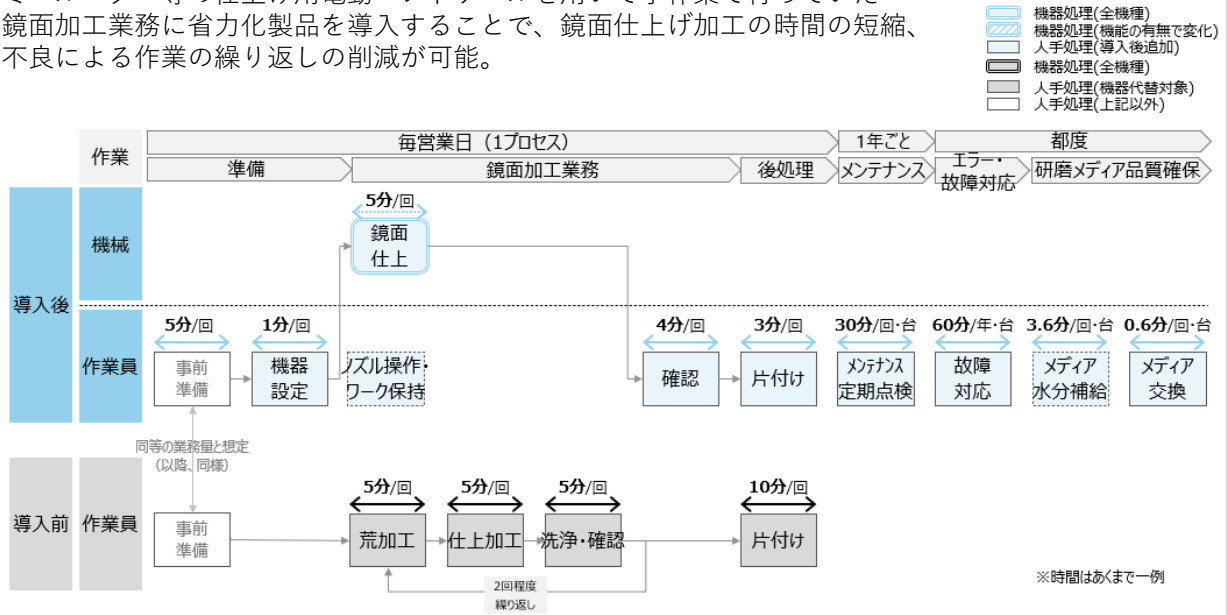 鏡面加工業務に省力化製品を導入することで、鏡面仕上げ加工の時間の短縮、
不良による作業の繰り返しの削減が可能。
機器処理(全機種)
機器処理(機能の有無で変化)
人手処理(導入後追加)
機器処理(全機種)
人手処理(機器代替対象)
人手処理(上記以外)
作業
毎営業日（1プロセス）
1年ごと
都度
準備
鏡面加工業務
後処理
メンテナンス
エラー・
故障対応
研磨メディア品質確保
導入後
機械
5分/回
鏡面
仕上
作業員
5分/回
事前
準備
1分/回
機器
設定
ノズル操作・
ワーク保持
4分/回
確認
3分/回
片付け
30分/回・台
メンテナンス
定期点検
60分/年・台
故障
対応
3.6分/回・台
メディア
水分補給
0.6分/回・台
メディア
交換
同等の業務量と想定
（以降、同様）
導入前
作業員
事前
準備
5分/回
荒加工
5分/回
仕上加工
5分/回
洗浄・確認
10分/回
片付け
2回程度
繰り返し
※時間はあくまで一例